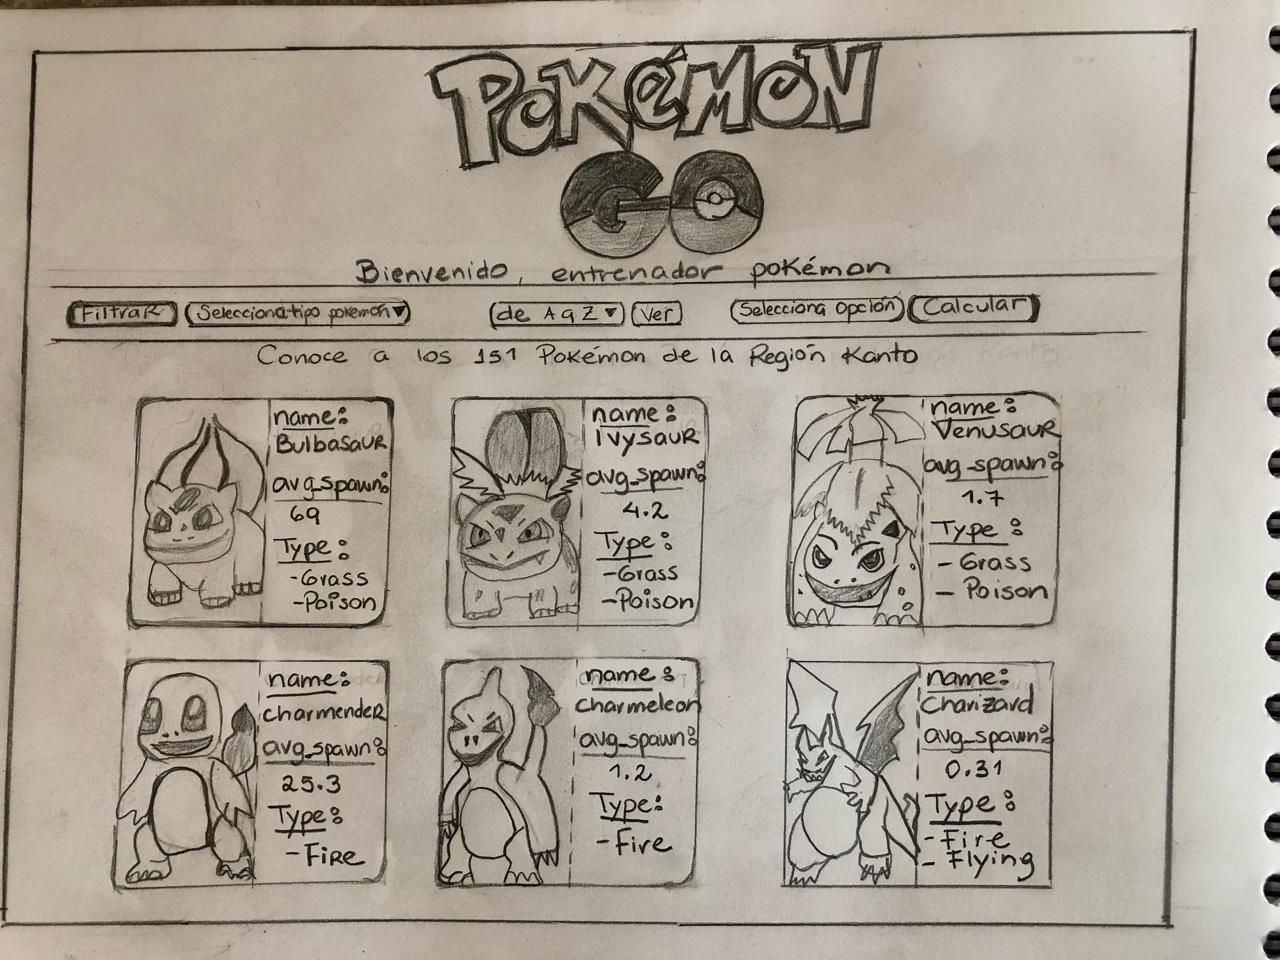 POKéMON
GO
Bienvenido, entrenador pokémon
Filtrar
Selecciona tipo pokemon▼
de A a Z ▼
Ver
Selecciona Opción
Calcular
Conoce a los 151 Pokémon de la Región Kanto
name:
Bulbasaur
avg_spawn:
69
Type:
-Grass
-Poison
name:
Ivysaur
avg_spawn:
4.2
Type:
-Grass
-Poison
name:
Venusaur
avg_spawn:
1.7
Type:
- Grass
- Poison
name:
charmender
avg_spawn:
25.3
Type:
- Fire
name:
Charmeleon
avg_spawn:
1.2
Type:
- Fire
name:
Charizard
avg_spawn:
0.31
Type:
- Fire
- Flying